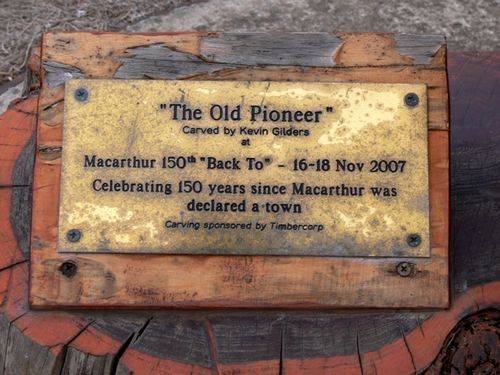 "The Old Pioneer"
Carved by Kevin Gilders
at
Macarthur 150th "Back To" - 16-18 Nov 2007
Celebrating 150 years since Macarthur was
declared a town
Carving sponsored by Timbercorp